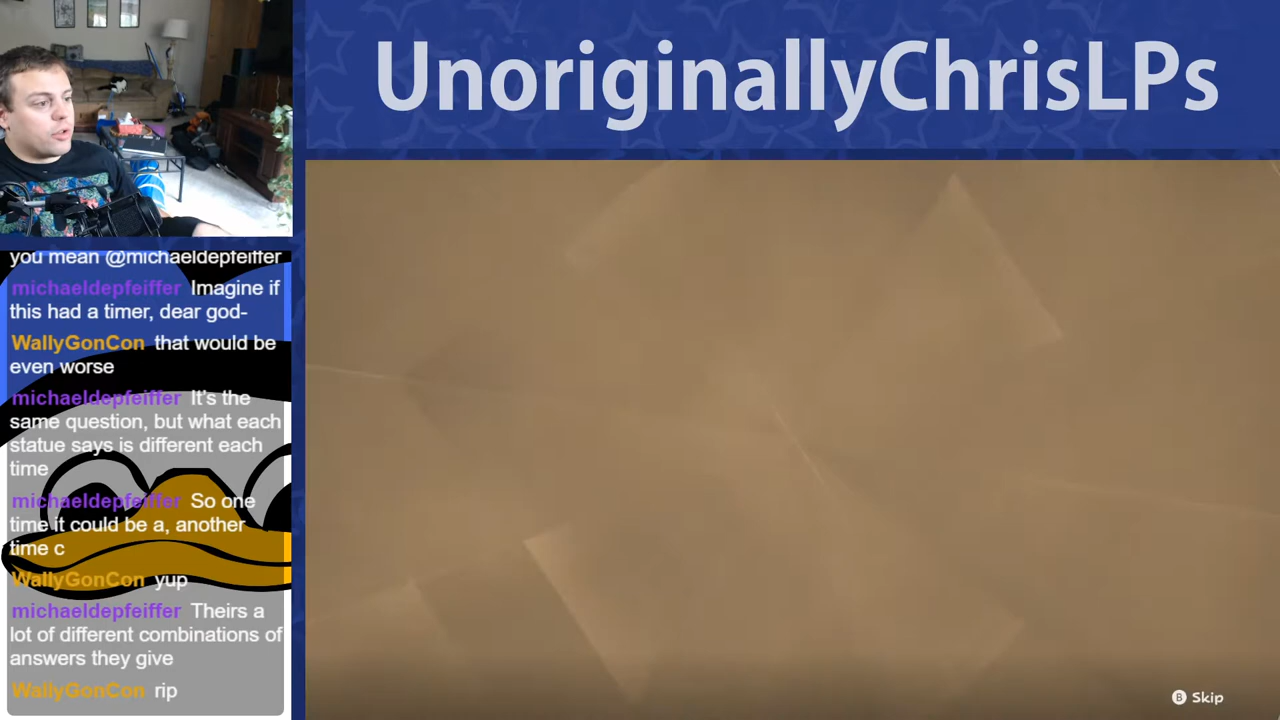 UnoriginallyChrisLPs
you mean @michaeldepfeiffer
michaeldepfeiffer Imagine if
this had a timer, dear god-
WallyGonCon that would be
even worse
michaeldepfeiffer It's the
same question, but what each
statue says is different each
time
michaeldepfeiffer So one
time it could be a, another
time c
WallyGonCon yup
michaeldepfeiffer Theirs a
lot of different combinations of
answers they give
WallyGonCon rip
B Skip